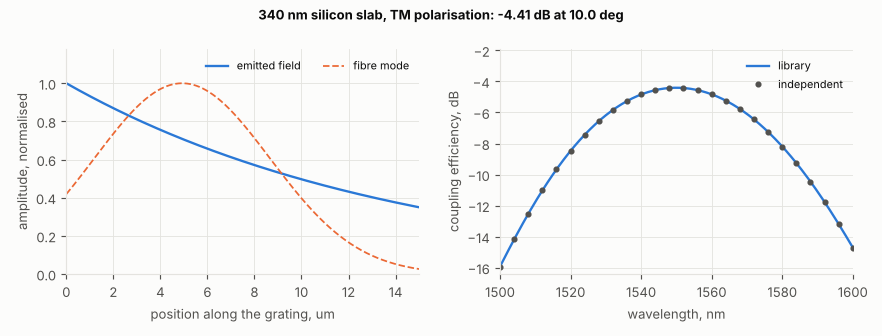 340 nm silicon slab, TM polarisation: -4.41 dB at 10.0 deg
amplitude, normalised
1.0
0.8
0.6
0.4
0.2
0.0
emitted field
fibre mode
0 2 4 6 8 10 12 14
position along the grating, um
coupling efficiency, dB
−2
−4
−6
−8
−10
−12
−14
−16
library
independent
1500 1520 1540 1560 1580 1600
wavelength, nm